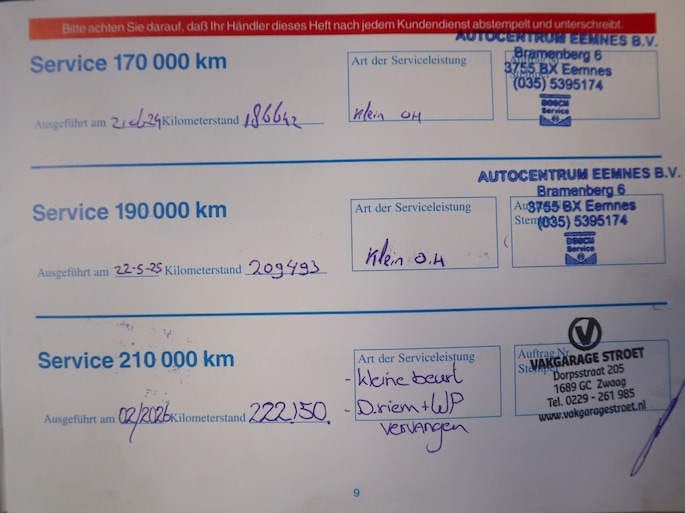 Bitte achten Sie darauf, daß Ihr Händler dieses Heft nach jedem Kundendienst abstempelt und unterschreibt.
Service 170 000 km
Art der Serviceleistung
AUTOCENTRUM EEMNES B.V.
Bramenberg 6
3755 BX Eemnes
(035) 5395174
BOSCH
Service
Ausgeführt am Kilometerstand 186642
Klein OH
Service 190 000 km
Art der Serviceleistung
AUTOCENTRUM EEMNES B.V.
Bramenberg 6
3755 BX Eemnes
(035) 5395174
BOSCH
Service
Ausgeführt am 22-5-25 Kilometerstand 209493
Klein O.H
Service 210 000 km
Art der Serviceleistung
Auftrag Nr.
VAKGARAGE STROET
Dorpsstraat 205
1689 GC Zwaag
Tel. 0229 - 261 985
www.vakgaragestroet.nl
- kleine beurt
Ausgeführt am 02/2026 Kilometerstand 222.150.
- D.riem + WP
vervangen
9